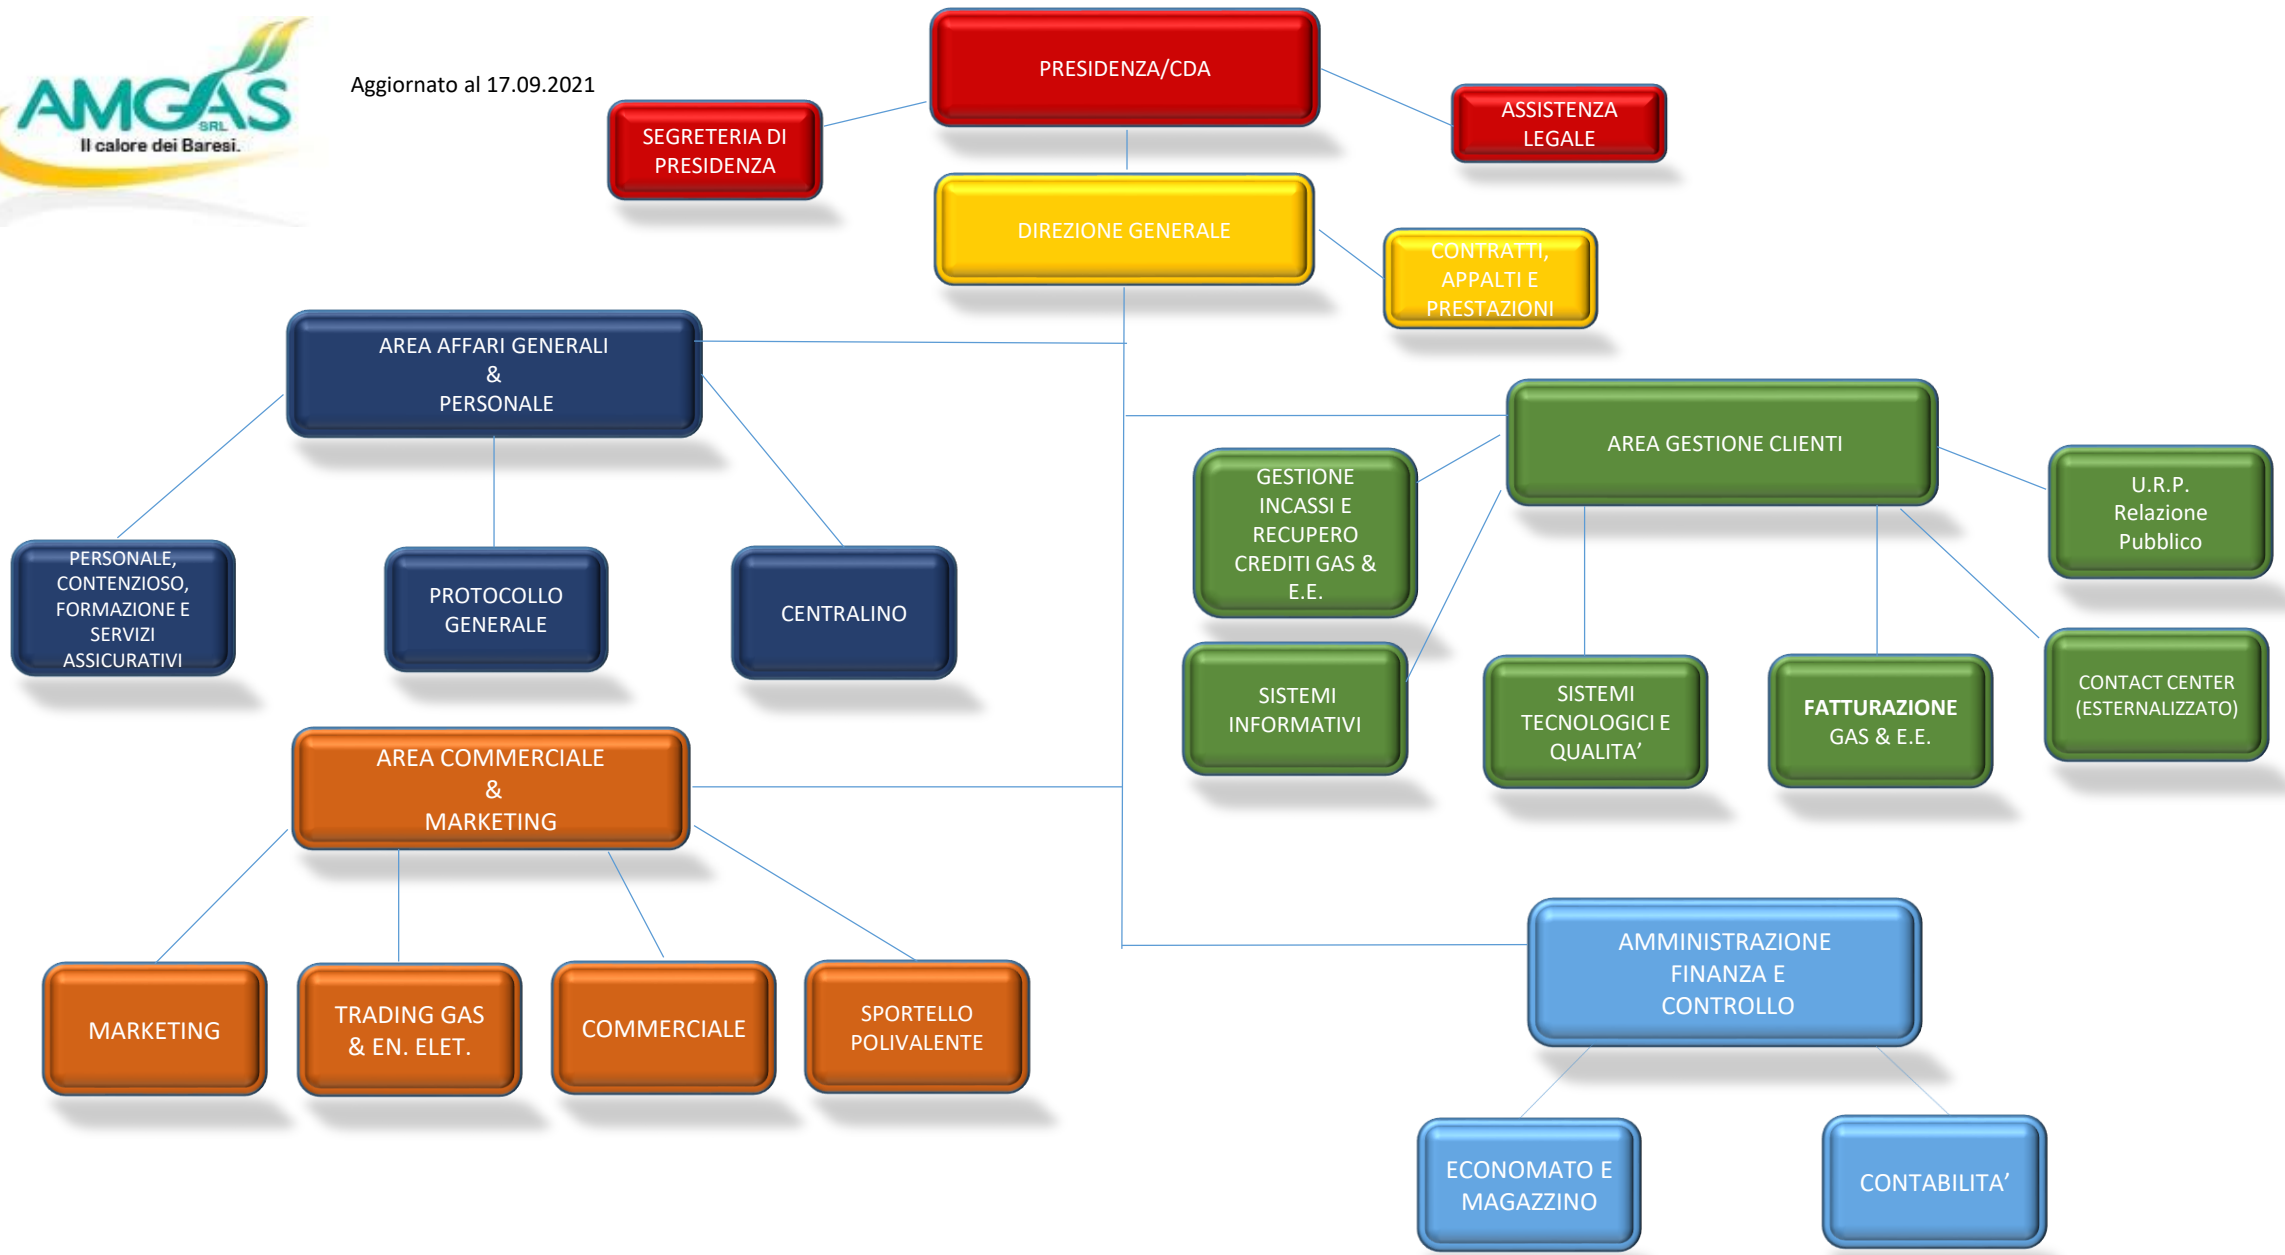 AMGAS
SRL
Il calore dei Baresi.
Aggiornato al 17.09.2021
PRESIDENZA/CDA
SEGRETERIA DI
PRESIDENZA
ASSISTENZA
LEGALE
DIREZIONE GENERALE
CONTRATTI,
APPALTI E
PRESTAZIONI
AREA AFFARI GENERALI
&
PERSONALE
PERSONALE,
CONTENZIOSO,
FORMAZIONE E
SERVIZI
ASSICURATIVI
PROTOCOLLO
GENERALE
CENTRALINO
AREA GESTIONE CLIENTI
GESTIONE
INCASSI E
RECUPERO
CREDITI GAS &
E.E.
U.R.P.
Relazione
Pubblico
SISTEMI
INFORMATIVI
SISTEMI
TECNOLOGICI E
QUALITA’
FATTURAZIONE
GAS & E.E.
CONTACT CENTER
(ESTERNALIZZATO)
AREA COMMERCIALE
&
MARKETING
MARKETING
TRADING GAS
& EN. ELET.
COMMERCIALE
SPORTELLO
POLIVALENTE
AMMINISTRAZIONE
FINANZA E
CONTROLLO
ECONOMATO E
MAGAZZINO
CONTABILITA’